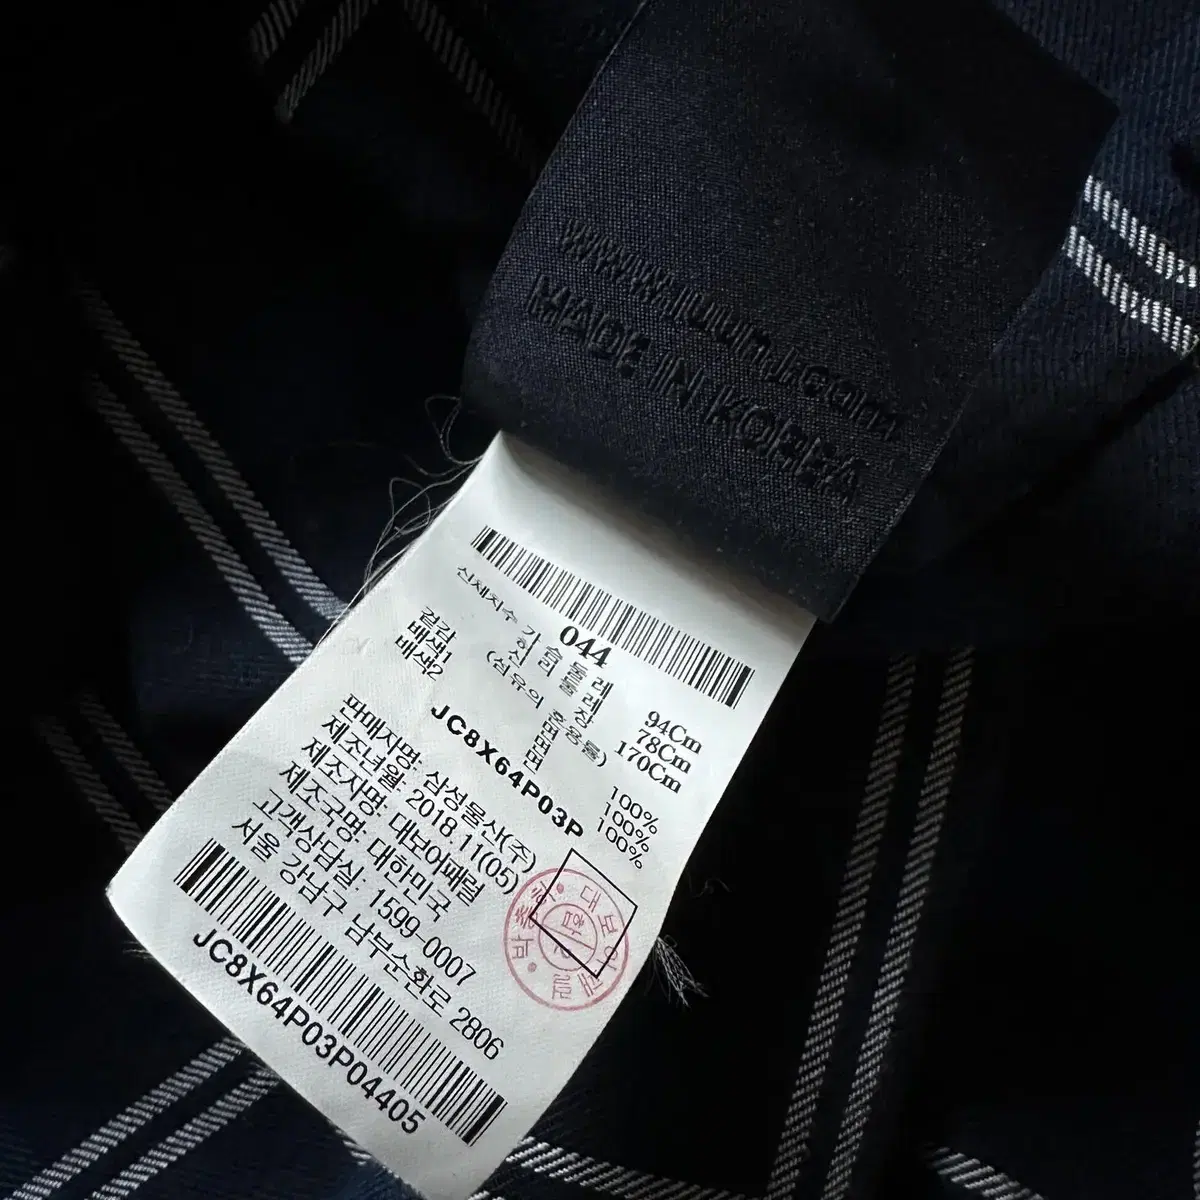 www.juunj.com
MADE IN KOREA
044
신체치수 가슴둘레 94Cm
허리둘레 78Cm
신장 170Cm
(섬유의 혼용률)
겉감 면 100%
배색1 면 100%
배색2 면 100%
JC8X64P03P
판매자명: 삼성물산(주)
제조년월: 2018.11(05)
제조자명: 대보어패럴
제조국명: 대한민국
고객상담실: 1599-0007
서울 강남구 남부순환로 2806
JC8X64P03P04405